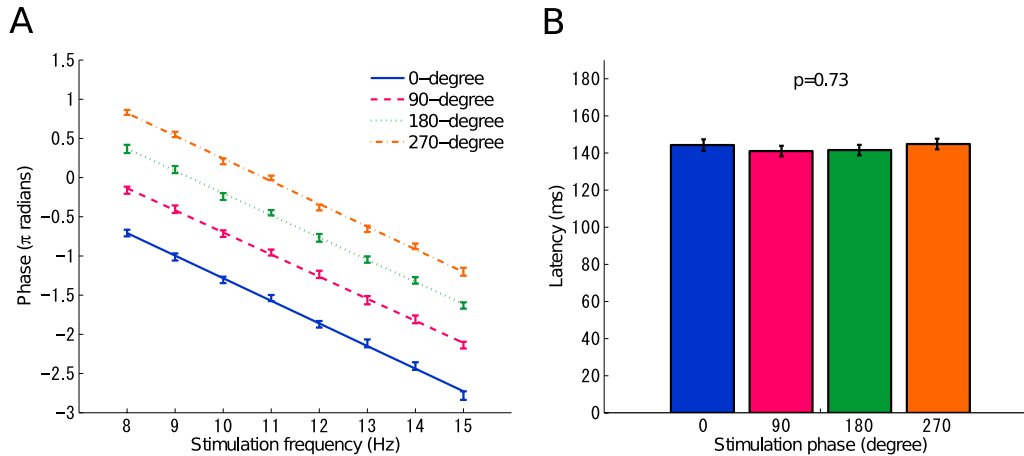 A
1.5
1
0.5
0
−0.5
−1
−1.5
−2
−2.5
−3
Phase (π radians)
0−degree
90−degree
180−degree
270−degree
8 9 10 11 12 13 14 15
Stimulation frequency (Hz)
B
p=0.73
180
160
140
120
100
80
60
40
20
0
Latency (ms)
0 90 180 270
Stimulation phase (degree)